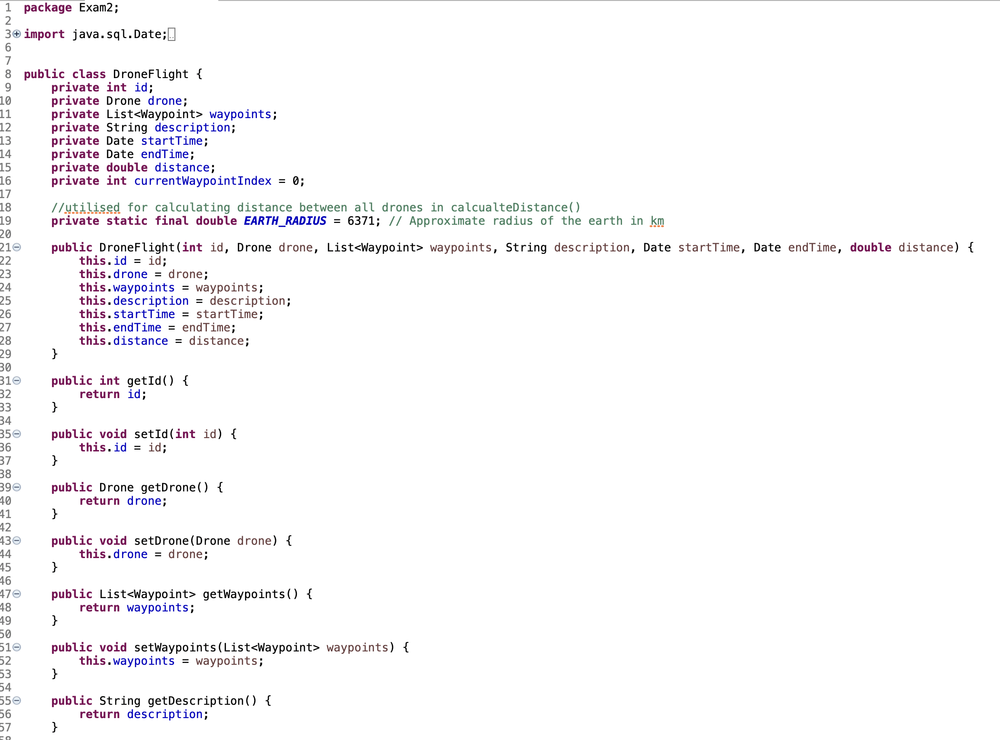 1 package Exam2;
2
3 import java.sql.Date;
6
7
8 public class DroneFlight {
9     private int id;
10     private Drone drone;
11     private List<Waypoint> waypoints;
12     private String description;
13     private Date startTime;
14     private Date endTime;
15     private double distance;
16     private int currentWaypointIndex = 0;
17
18     //utilised for calculating distance between all drones in calcualteDistance()
19     private static final double EARTH_RADIUS = 6371; // Approximate radius of the earth in km
20
21     public DroneFlight(int id, Drone drone, List<Waypoint> waypoints, String description, Date startTime, Date endTime, double distance) {
22         this.id = id;
23         this.drone = drone;
24         this.waypoints = waypoints;
25         this.description = description;
26         this.startTime = startTime;
27         this.endTime = endTime;
28         this.distance = distance;
29     }
30
31     public int getId() {
32         return id;
33     }
34
35     public void setId(int id) {
36         this.id = id;
37     }
38
39     public Drone getDrone() {
40         return drone;
41     }
42
43     public void setDrone(Drone drone) {
44         this.drone = drone;
45     }
46
47     public List<Waypoint> getWaypoints() {
48         return waypoints;
49     }
50
51     public void setWaypoints(List<Waypoint> waypoints) {
52         this.waypoints = waypoints;
53     }
54
55     public String getDescription() {
56         return description;
57     }
58